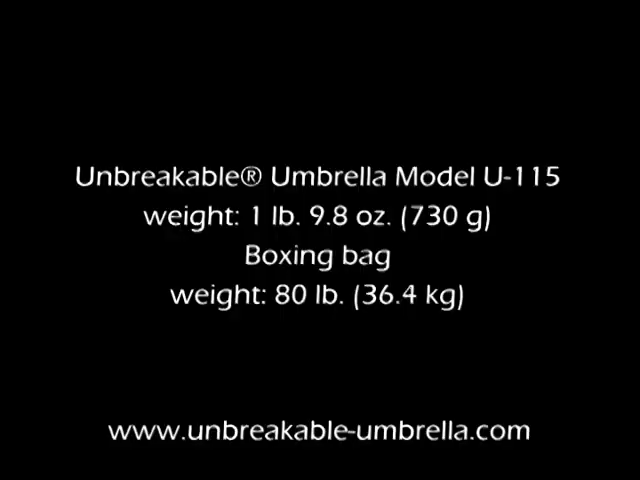 Unbreakable® Umbrella Model U-115
weight: 1 lb. 9.8 oz. (730 g)
Boxing bag
weight: 80 lb. (36.4 kg)
www.unbreakable-umbrella.com